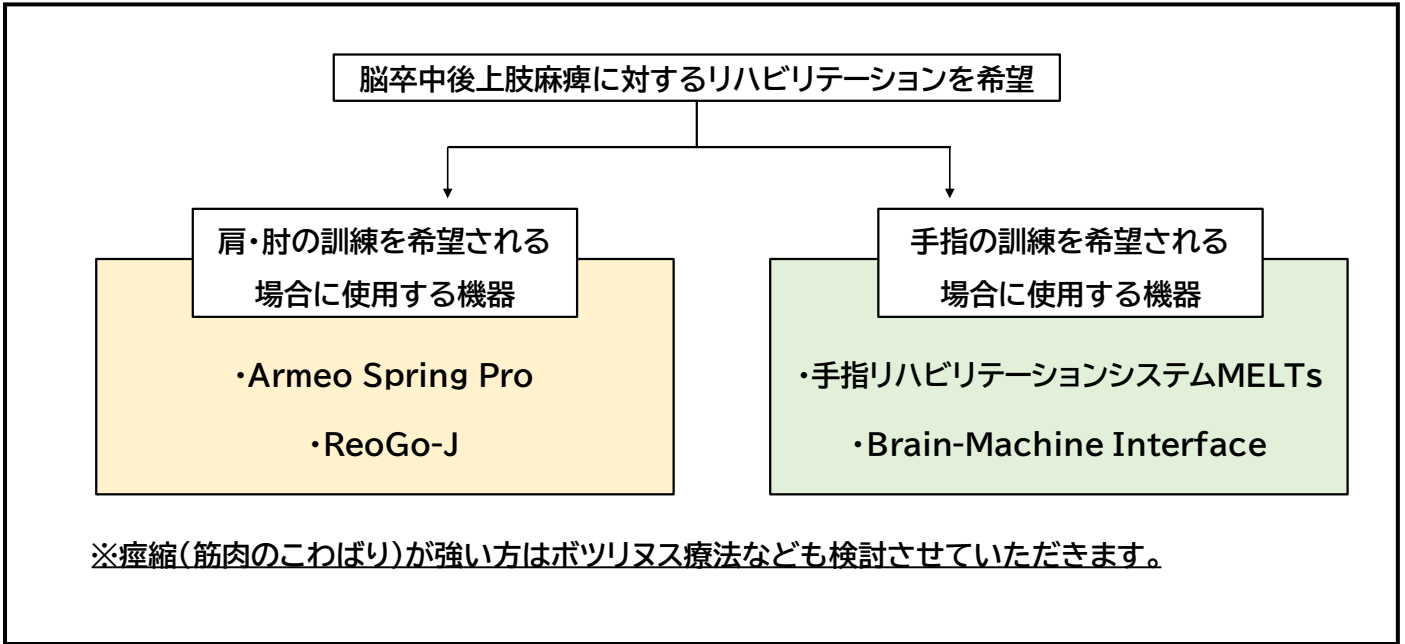 脳卒中後上肢麻痺に対するリハビリテーションを希望
肩・肘の訓練を希望される
場合に使用する機器
・Armeo Spring Pro
・ReoGo-J
手指の訓練を希望される
場合に使用する機器
・手指リハビリテーションシステムMELTs
・Brain-Machine Interface
※痙縮（筋肉のこわばり）が強い方はボツリヌス療法なども検討させていただきます。